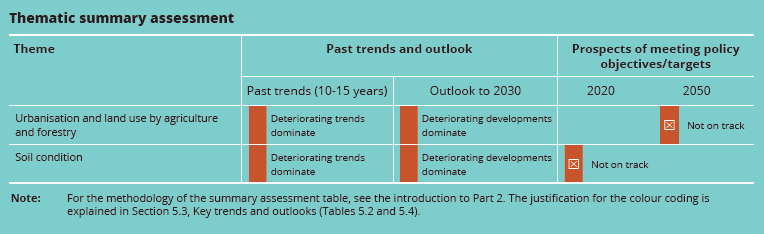 Thematic summary assessment
Theme
Past trends and outlook
Prospects of meeting policy
objectives/targets
Past trends (10-15 years)
Outlook to 2030
2020
2050
Urbanisation and land use by agriculture
and forestry
Deteriorating trends
dominate
Deteriorating developments
dominate
Not on track
Soil condition
Deteriorating trends
dominate
Deteriorating developments
dominate
Not on track
Note: For the methodology of the summary assessment table, see the introduction to Part 2. The justification for the colour coding is
explained in Section 5.3, Key trends and outlooks (Tables 5.2 and 5.4).